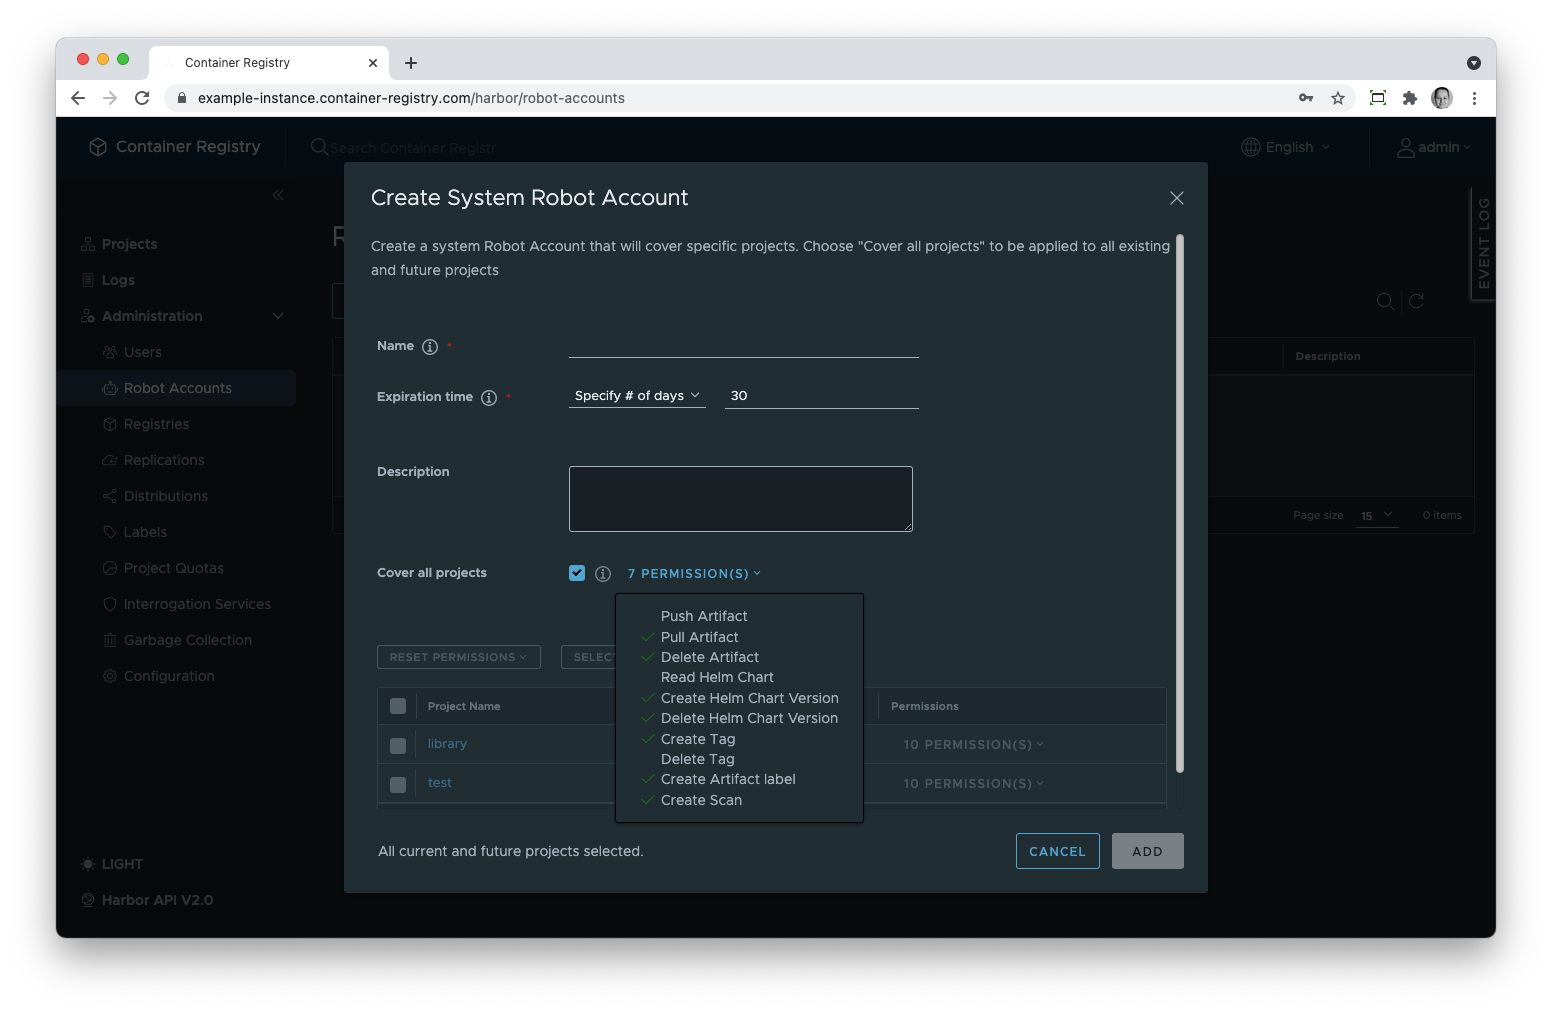 Container Registry
example-instance.container-registry.com/harbor/robot-accounts
Container Registry
Search Container Registr
English
admin
EVENT LOG
Projects
Logs
Administration
Users
Robot Accounts
Registries
Replications
Distributions
Labels
Project Quotas
Interrogation Services
Garbage Collection
Configuration
LIGHT
Harbor API V2.0
Description
Page size
15
0 items
Create System Robot Account
Create a system Robot Account that will cover specific projects. Choose "Cover all projects" to be applied to all existing
and future projects
Name *
Expiration time * Specify # of days 30
Description
Cover all projects 7 PERMISSION(S)
Push Artifact
Pull Artifact
Delete Artifact
Read Helm Chart
Create Helm Chart Version
Delete Helm Chart Version
Create Tag
Delete Tag
Create Artifact label
Create Scan
RESET PERMISSIONS
Project Name Permissions
library 10 PERMISSION(S)
test 10 PERMISSION(S)
All current and future projects selected.
CANCEL
ADD